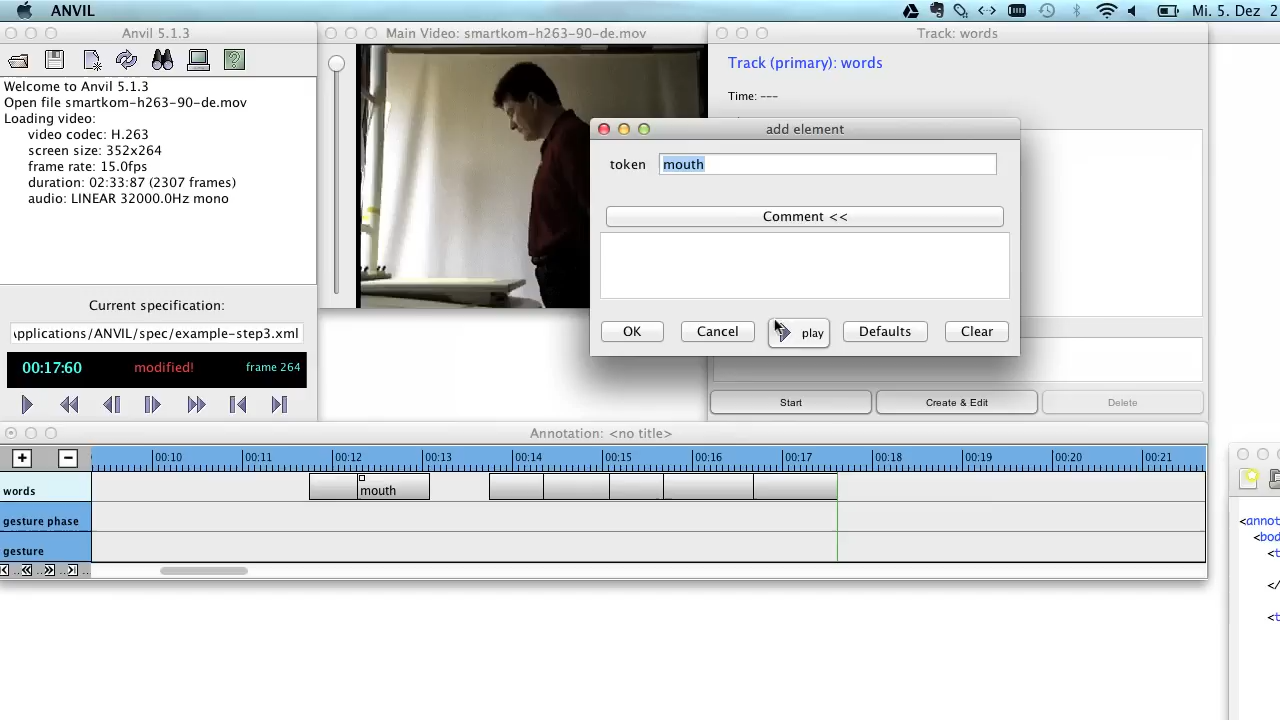 ANVIL
Mi. 5. Dez 2
Anvil 5.1.3
Main Video: smartkom-h263-90-de.mov
Track: words
Welcome to Anvil 5.1.3
Open file smartkom-h263-90-de.mov
Loading video:
video codec: H.263
screen size: 352x264
frame rate: 15.0fps
duration: 02:33:87 (2307 frames)
audio: LINEAR 32000.0Hz mono
Track (primary): words
Time: ---
add element
token mouth
Comment <<
OK Cancel play Defaults Clear
Current specification:
pplications/ANVIL/spec/example-step3.xml
00:17:60 modified! frame 264
Start Create & Edit Delete
Annotation: <no title>
+ - 00:10 00:11 00:12 00:13 00:14 00:15 00:16 00:17 00:18 00:19 00:20 00:21
words mouth
gesture phase
gesture
<annot
<bod
<t
</
<t